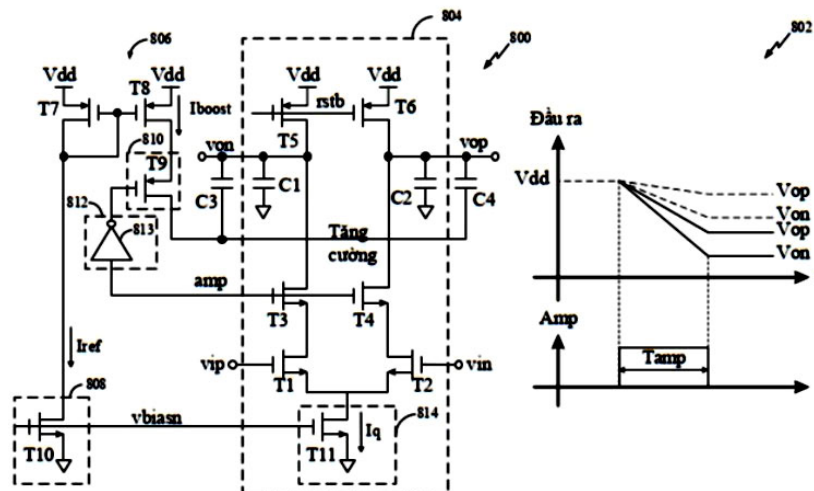 804
806
800
802
Vdd
T8
Vdd
T7
Iboost
Vdd
Vdd
rstb
T6
T5
810
von
vop
T9
C3
C1
C2
C4
812
813
Tăng
cường
amp
T3
T4
Iref
808
vip
T1
T2
vin
vbiasn
T10
T11
Iq
814
Đầu ra
Vdd
Vop
Von
Vop
Von
Amp
Tamp